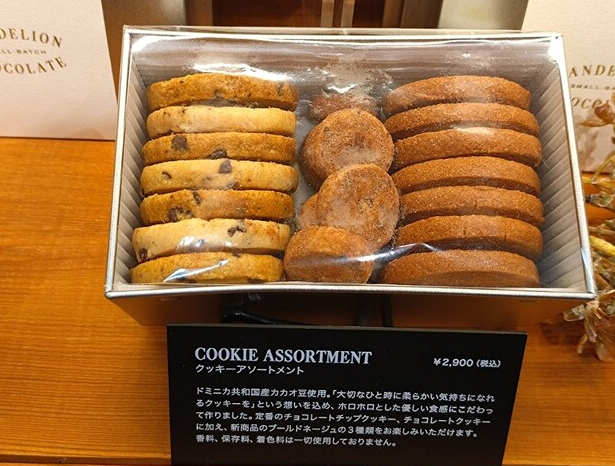 NDELION
SMALL-BATCH
OCOLATE
ANDE
SMALL-
OCO
COOKIE ASSORTMENT
¥2,900 (税込)
クッキーアソートメント
ドミニカ共和国産カカオ豆使用。「大切なひと時に柔らかい気持ちになれ
るクッキーを」という想いを込め、ホロホロとした優しい食感にこだわっ
て作りました。定番のチョコレートチップクッキー、チョコレートクッキー
に加え、新商品のブールドネージュの3種類をお楽しみいただけます。
香料、保存料、着色料は一切使用しておりません。